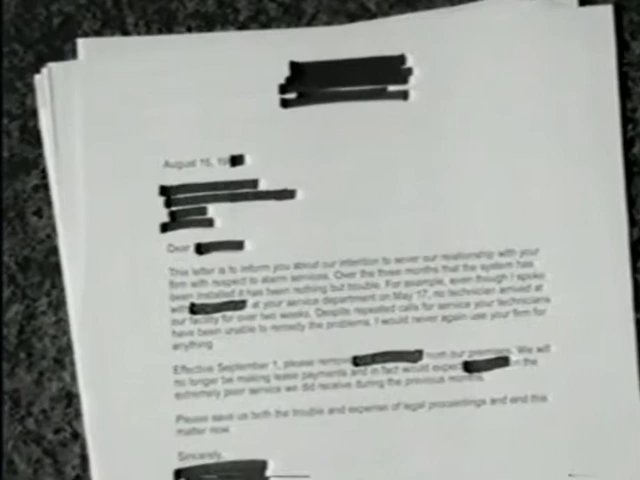 August 15, 19
Dear
This letter is to inform you about our intention to sever our relationship with your
firm with respect to alarm services. Over the three months that the system has
been installed it has been nothing but trouble. For example, even though I spoke
with at your service department on May 17, no technician arrived at
our facility for over two weeks. Despite repeated calls for service your technicians
have been unable to remedy the problems. I would never again use your firm for
anything.
Effective September 1, please remove from our premises. We will
no longer be making lease payments and in fact would expect on the
extremely poor service we did receive during the previous months.
Please save us both the trouble and expense of legal proceedings and end this
matter now.
Sincerely,